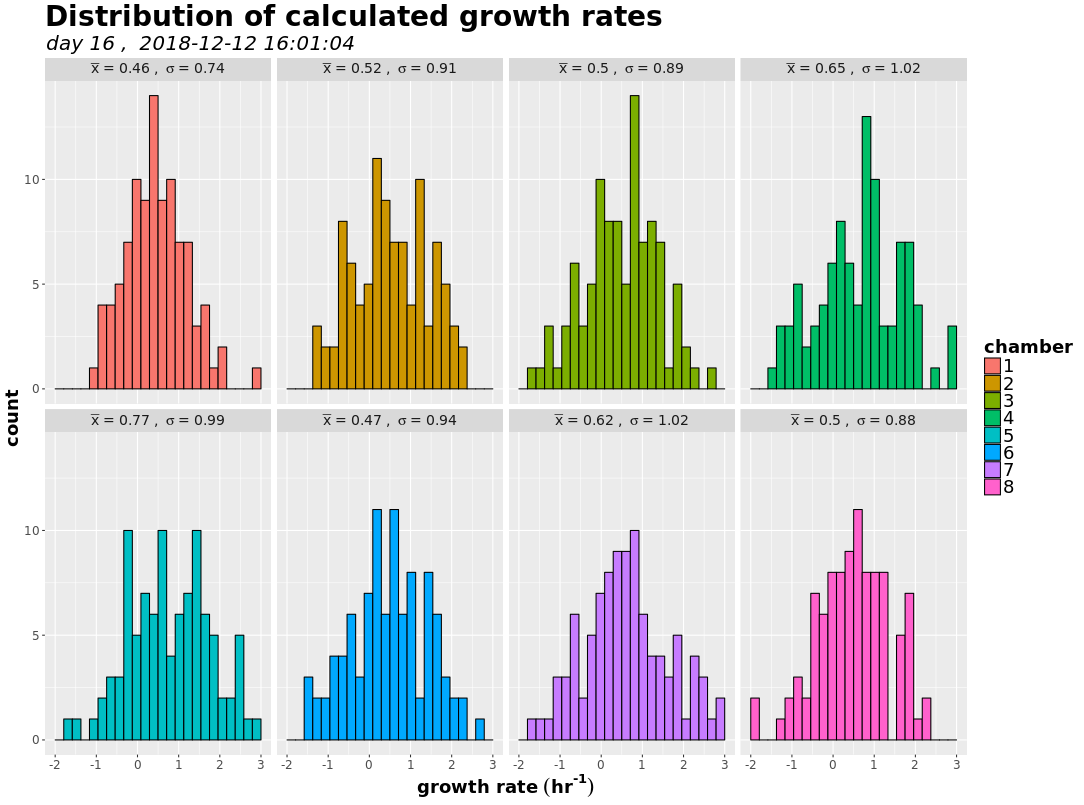 Distribution of calculated growth rates
day 16 , 2018-12-12 16:01:04
x̅ = 0.46 , σ = 0.74
x̅ = 0.52 , σ = 0.91
x̅ = 0.5 , σ = 0.89
x̅ = 0.65 , σ = 1.02
10
5
0
x̅ = 0.77 , σ = 0.99
x̅ = 0.47 , σ = 0.94
x̅ = 0.62 , σ = 1.02
x̅ = 0.5 , σ = 0.88
10
5
0
-2 -1 0 1 2 3
-2 -1 0 1 2 3
-2 -1 0 1 2 3
-2 -1 0 1 2 3
growth rate (hr⁻¹)
count
chamber
1
2
3
4
5
6
7
8